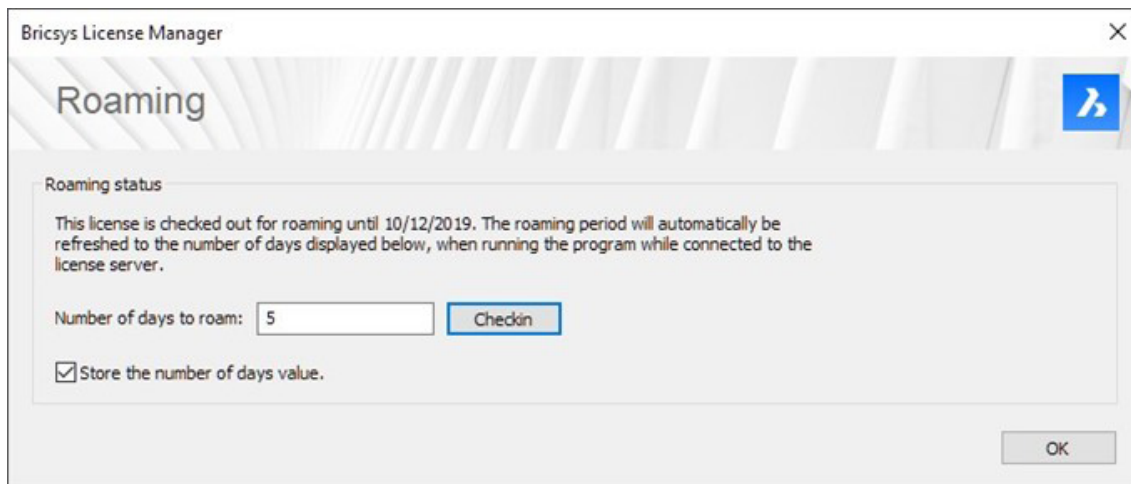 Bricsys License Manager
Roaming
Roaming status
This license is checked out for roaming until 10/12/2019. The roaming period will automatically be
refreshed to the number of days displayed below, when running the program while connected to the
license server.
Number of days to roam: 5 Checkin
Store the number of days value.
OK